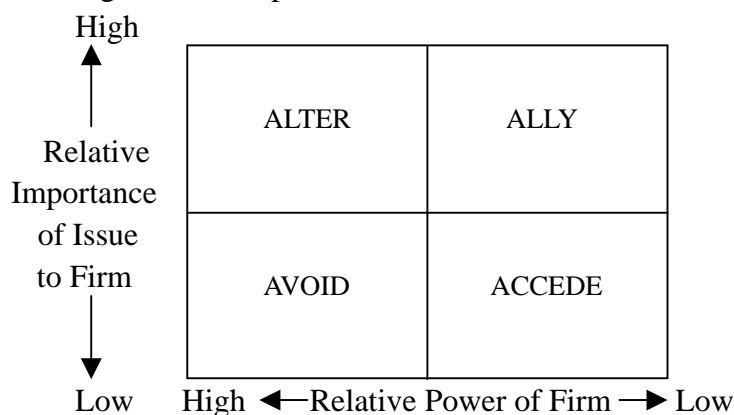 High
ALTER ALLY
Relative
Importance
of Issue
to Firm
AVOID ACCEDE
Low High Relative Power of Firm Low